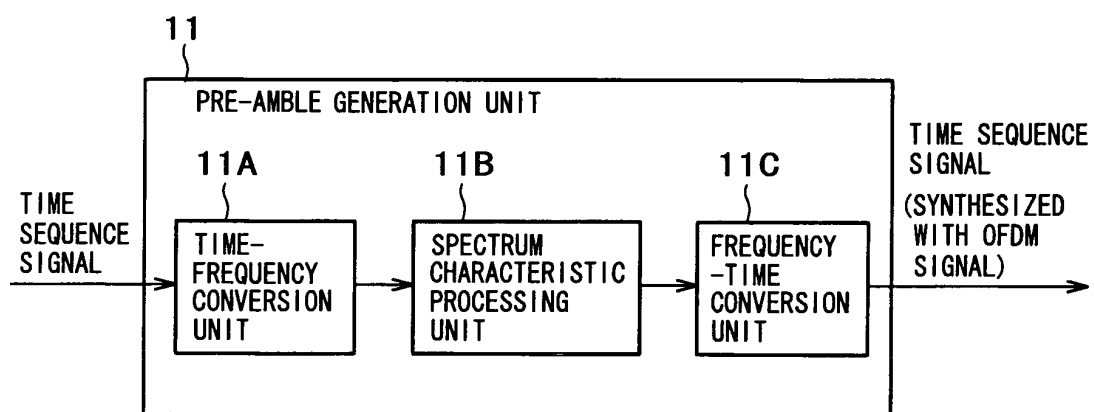 11
PRE-AMBLE GENERATION UNIT
11A
11B
11C
TIME
SEQUENCE
SIGNAL
TIME-
FREQUENCY
CONVERSION
UNIT
SPECTRUM
CHARACTERISTIC
PROCESSING
UNIT
FREQUENCY
-TIME
CONVERSION
UNIT
TIME SEQUENCE
SIGNAL
(SYNTHESIZED
WITH OFDM
SIGNAL)